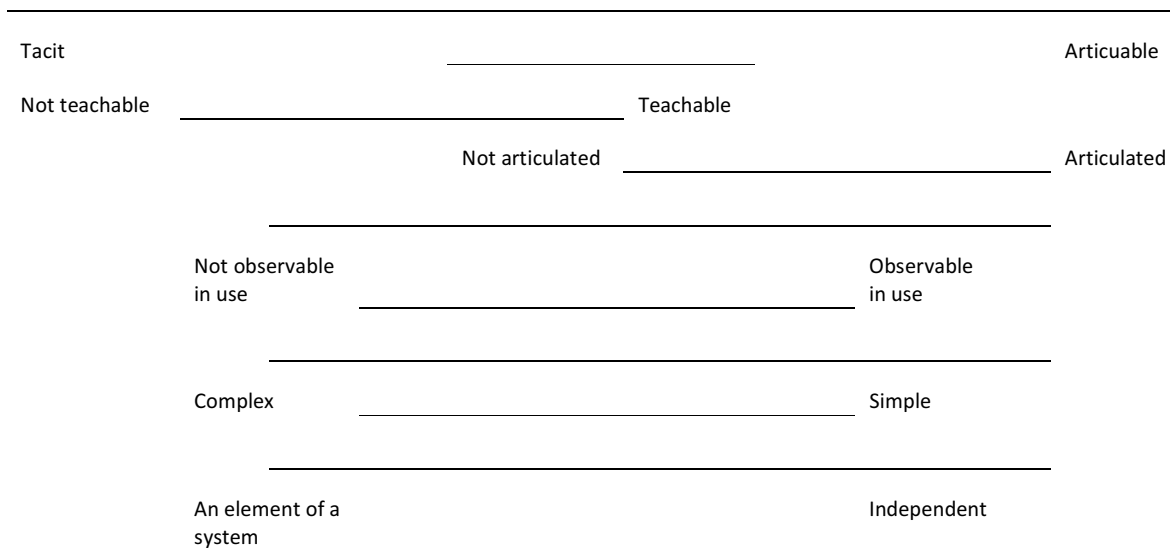 Tacit Articuable
Not teachable Teachable
Not articulated Articulated
Not observable Observable
in use in use
Complex Simple
An element of a Independent
system